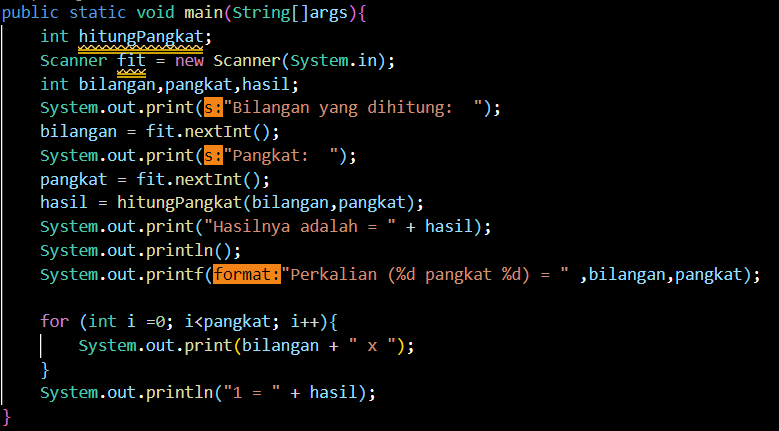 public static void main(String[]args){
    int hitungPangkat;
    Scanner fit = new Scanner(System.in);
    int bilangan,pangkat,hasil;
    System.out.print(s:"Bilangan yang dihitung:  ");
    bilangan = fit.nextInt();
    System.out.print(s:"Pangkat:  ");
    pangkat = fit.nextInt();
    hasil = hitungPangkat(bilangan,pangkat);
    System.out.print("Hasilnya adalah = " + hasil);
    System.out.println();
    System.out.printf(format:"Perkalian (%d pangkat %d) = " ,bilangan,pangkat);
    for (int i =0; i<pangkat; i++){
        System.out.print(bilangan + " x ");
    }
    System.out.println("1 = " + hasil);
}